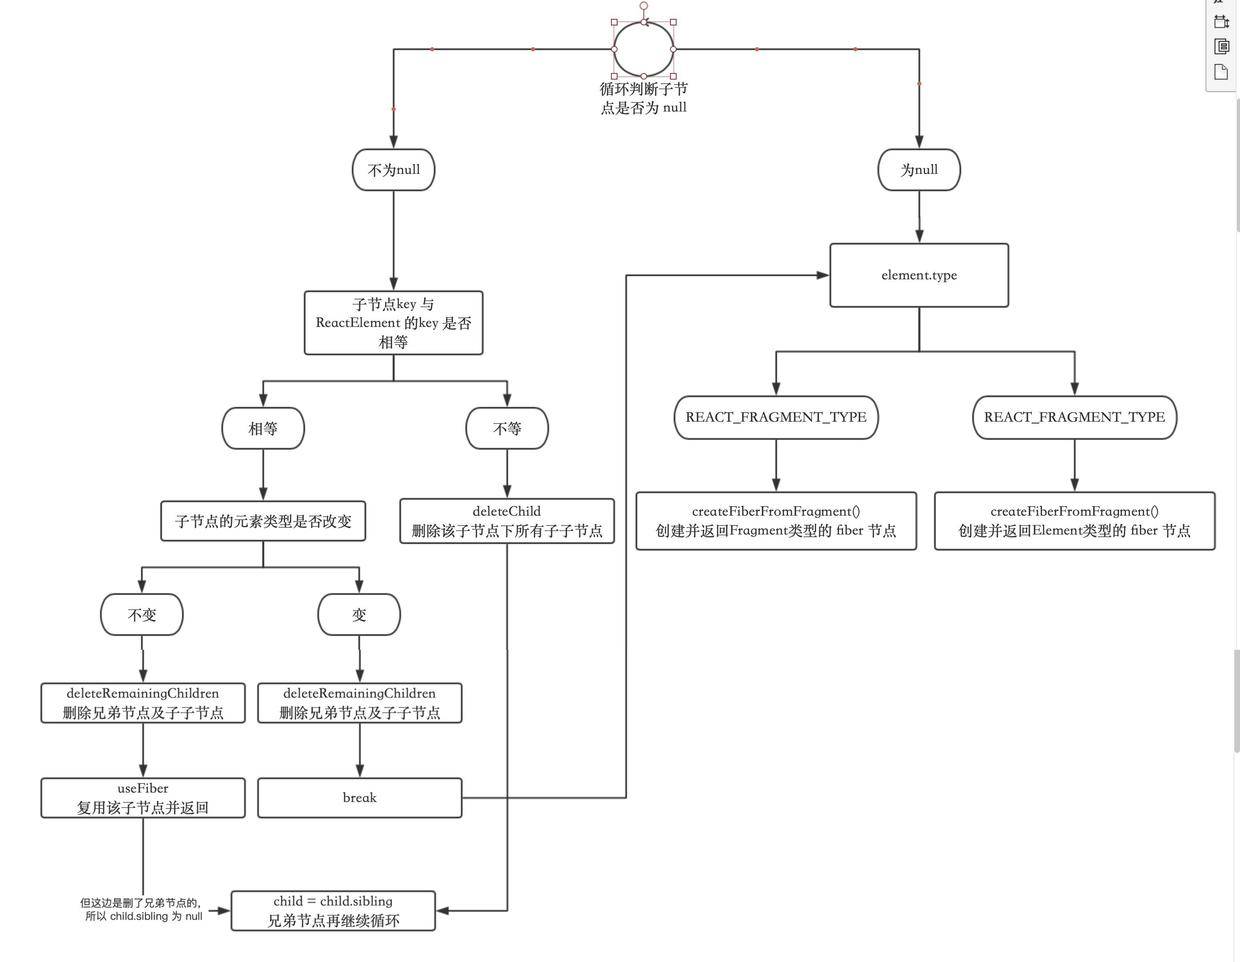 循环判断子节
点是否为 null
不为null
为null
element.type
子节点key 与
ReactElement 的key 是否
相等
相等
不等
REACT_FRAGMENT_TYPE
REACT_FRAGMENT_TYPE
子节点的元素类型是否改变
deleteChild
删除该子节点下所有子子节点
createFiberFromFragment()
创建并返回Fragment类型的 fiber 节点
createFiberFromFragment()
创建并返回Element类型的 fiber 节点
不变
变
deleteRemainingChildren
删除兄弟节点及子子节点
deleteRemainingChildren
删除兄弟节点及子子节点
useFiber
复用该子节点并返回
break
但这边是删了兄弟节点的，
所以 child.sibling 为 null
child = child.sibling
兄弟节点再继续循环